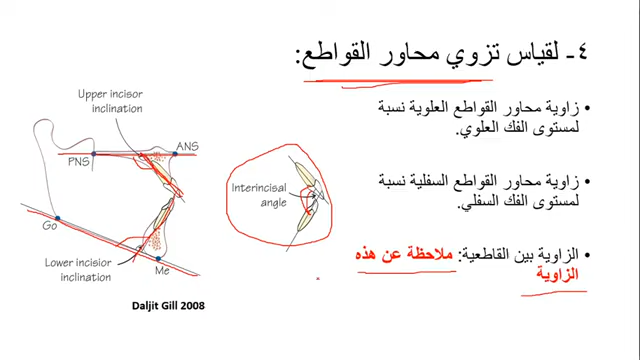 ٤- لقياس تزوي محاور القواطع:
• زاوية محاور القواطع العلوية نسبة
لمستوى الفك العلوي.
• زاوية محاور القواطع السفلية نسبة
لمستوى الفك السفلي.
• الزاوية بين القاطعية: ملاحظة عن هذه
الزاوية
Upper incisor
inclination
ANS
PNS
Interincisal
angle
Go
Lower incisior
inclination
Me
Daljit Gill 2008